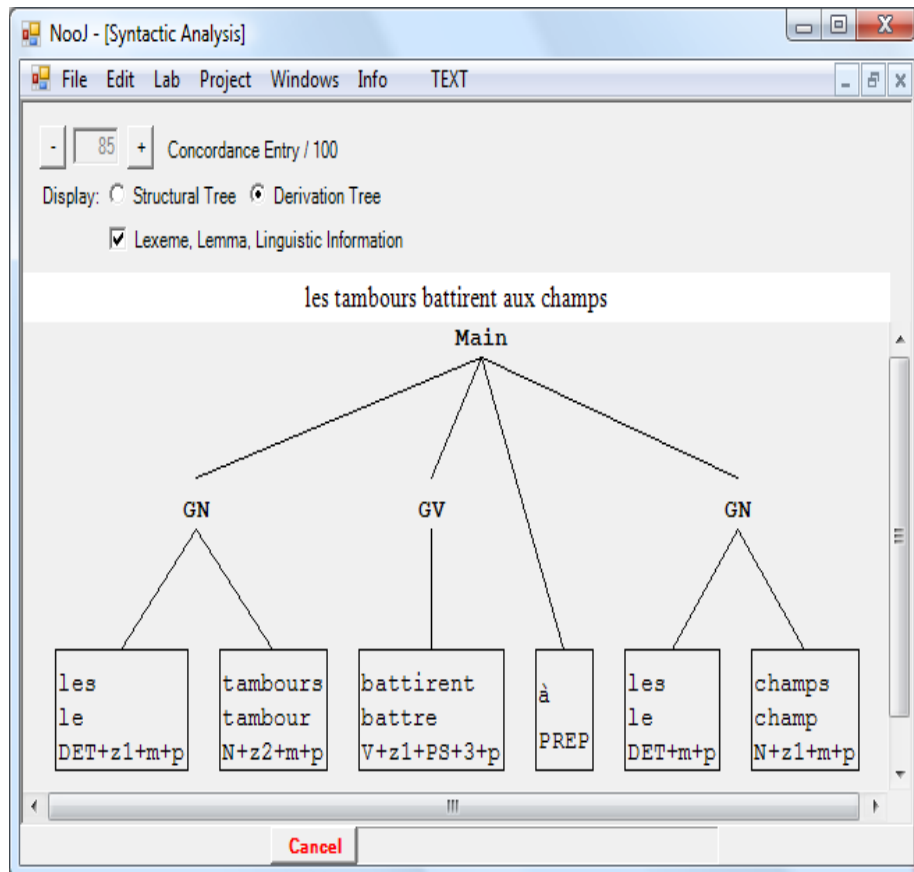 NooJ - [Syntactic Analysis]
File Edit Lab Project Windows Info TEXT
- 85 + Concordance Entry / 100
Display: Structural Tree Derivation Tree
Lexeme, Lemma, Linguistic Information
les tambours battirent aux champs
Main
GN GV GN
les tambours battirent à les champs
le tambour battre PREP le champ
DET+z1+m+p N+z2+m+p V+z1+PS+3+p DET+m+p N+z1+m+p
Cancel